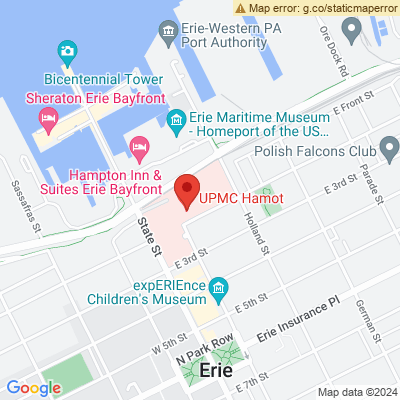 Map error: g.co/staticmaperror
Erie-Western PA
Port Authority
Ore Dock Rd
Bicentennial Tower
Sheraton Erie Bayfront
E Front St
Erie Maritime Museum
- Homeport of the US...
Polish Falcons Club
Hampton Inn &
Suites Erie Bayfront
Parade St
E 3rd St
Sassafras St
UPMC Hamot
State St
Holland St
E 3rd St
expERIEnce
Children's Museum
E 5th St
Erie Insurance Pl
German St
W 5th St
N Park Row
Erie
E 7th St
Google
Map data ©2024